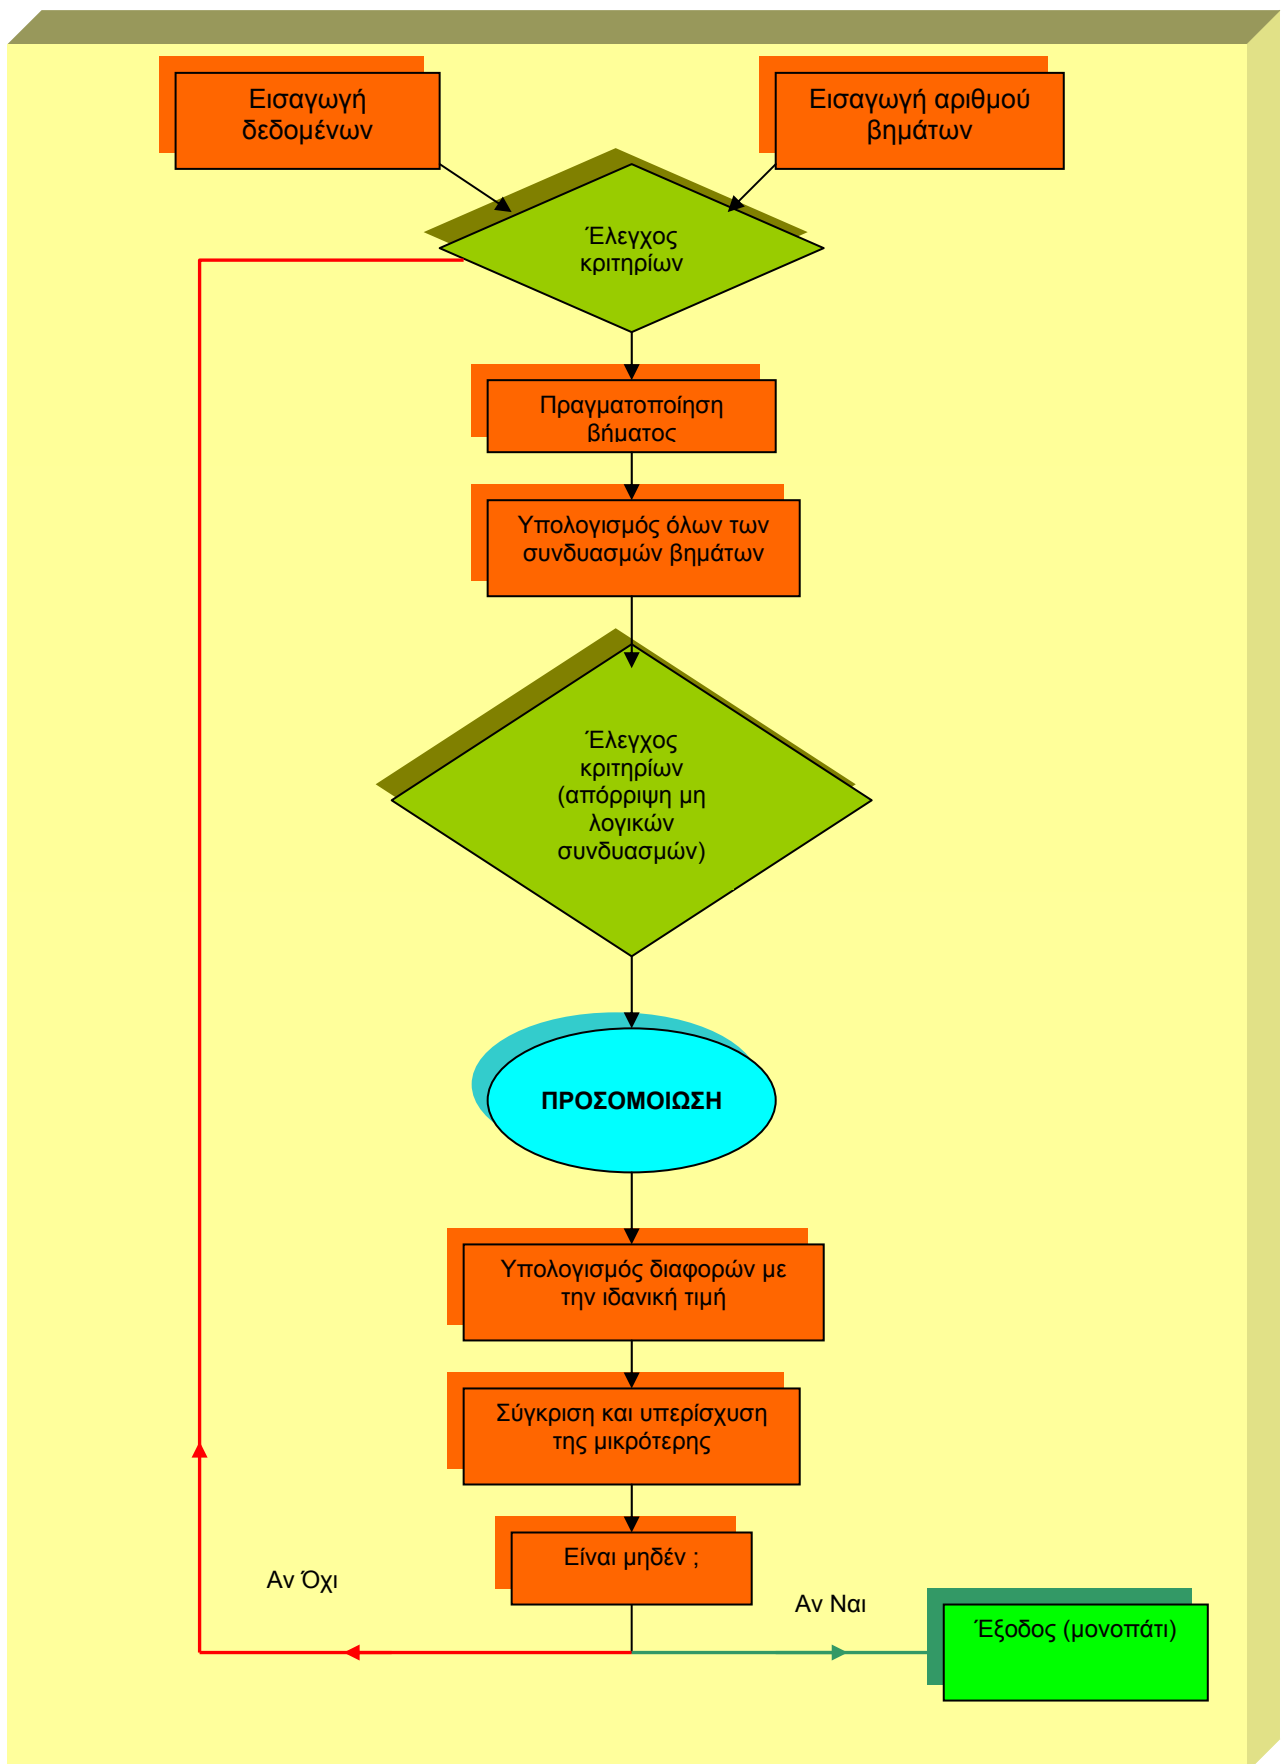 Εισαγωγή
δεδομένων
Εισαγωγή αριθμού
βημάτων
Έλεγχος
κριτηρίων
Πραγματοποίηση
βήματος
Υπολογισμός όλων των
συνδυασμών βημάτων
Έλεγχος
κριτηρίων
(απόρριψη μη
λογικών
συνδυασμών)
ΠΡΟΣΟΜΟΙΩΣΗ
Υπολογισμός διαφορών με
την ιδανική τιμή
Σύγκριση και υπερίσχυση
της μικρότερης
Είναι μηδέν ;
Αν Όχι
Αν Ναι
Έξοδος (μονοπάτι)